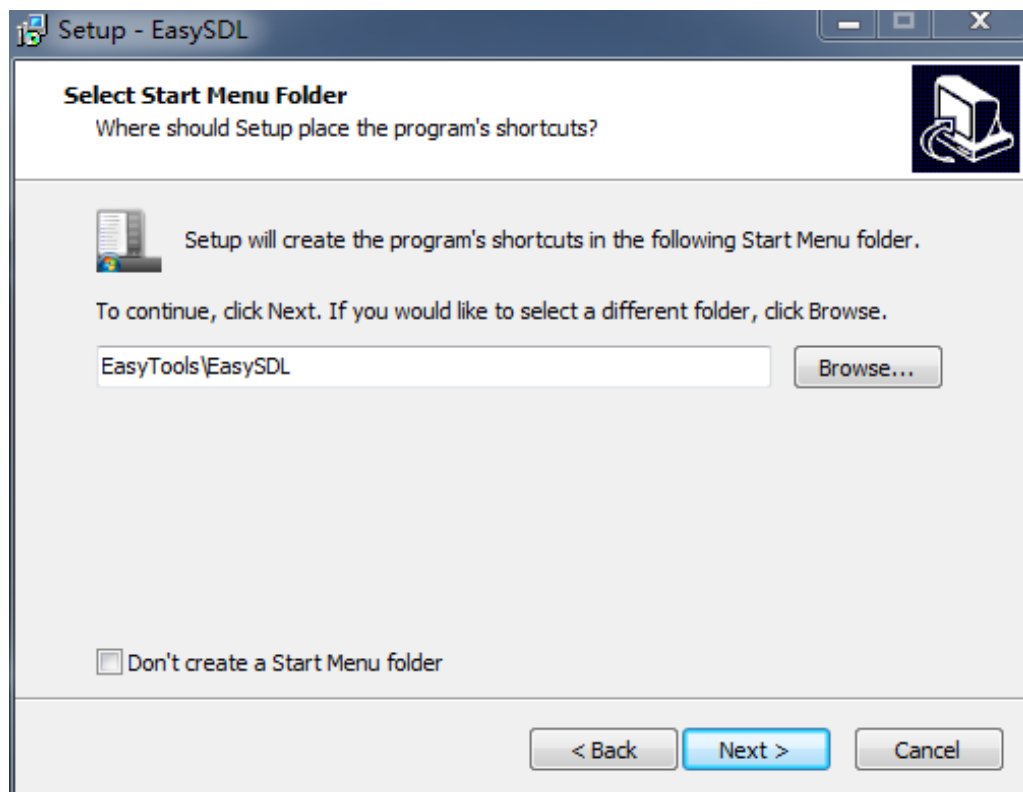 Setup - EasySDL
Select Start Menu Folder
Where should Setup place the program's shortcuts?
Setup will create the program's shortcuts in the following Start Menu folder.
To continue, click Next. If you would like to select a different folder, click Browse.
EasyTools\EasySDL
Browse...
Don't create a Start Menu folder
< Back
Next >
Cancel